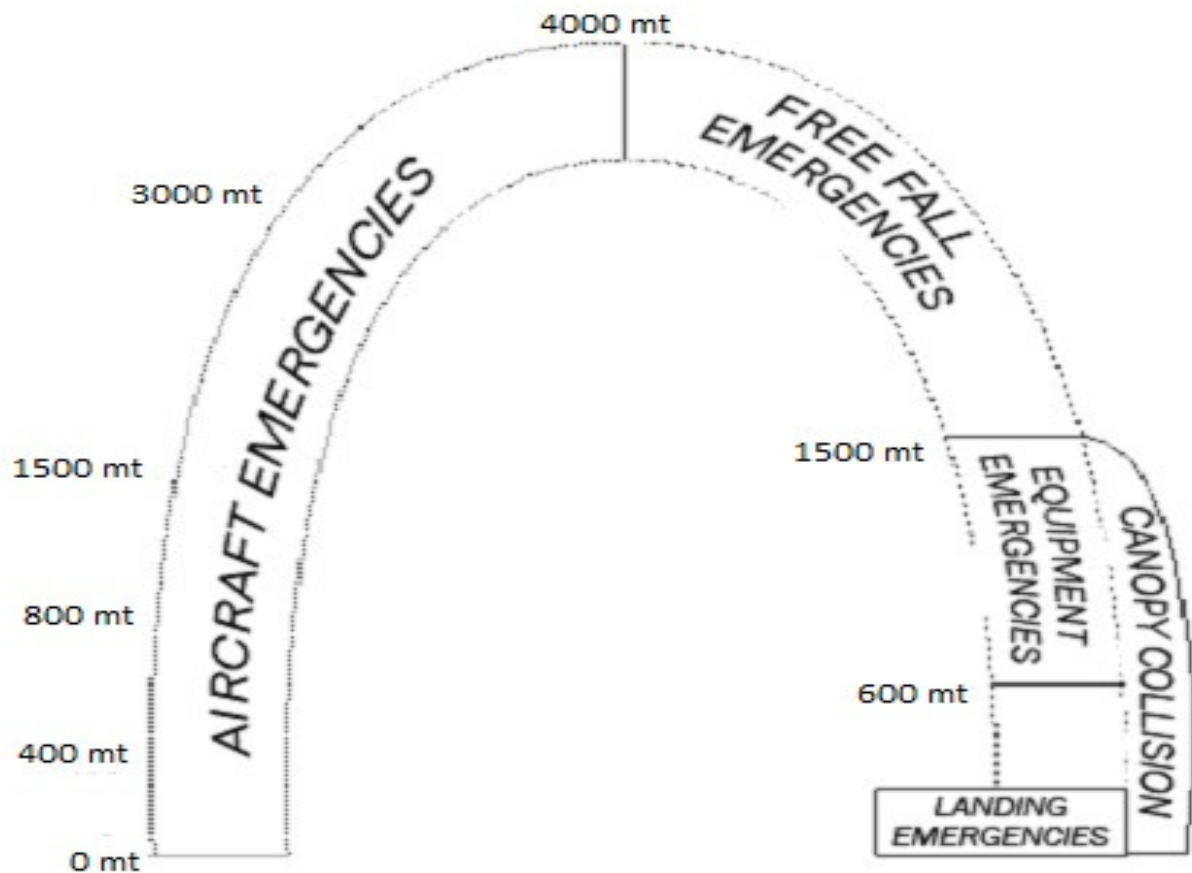 4000 mt
3000 mt
1500 mt
800 mt
400 mt
0 mt
AIRCRAFT EMERGENCIES
FREE FALL
EMERGENCIES
1500 mt
EQUIPMENT
EMERGENCIES
CANOPY COLLISION
600 mt
LANDING
EMERGENCIES